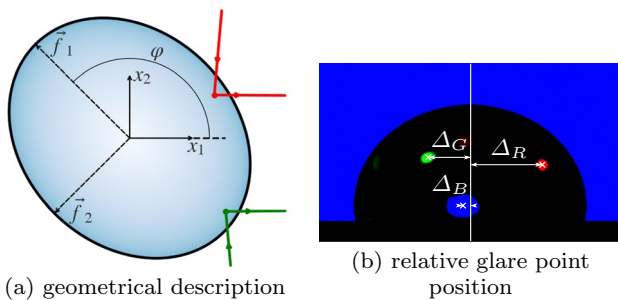 f⃗ 1
φ
x2
x1
f⃗ 2
(a) geometrical description
ΔG
ΔR
ΔB
(b) relative glare point
position